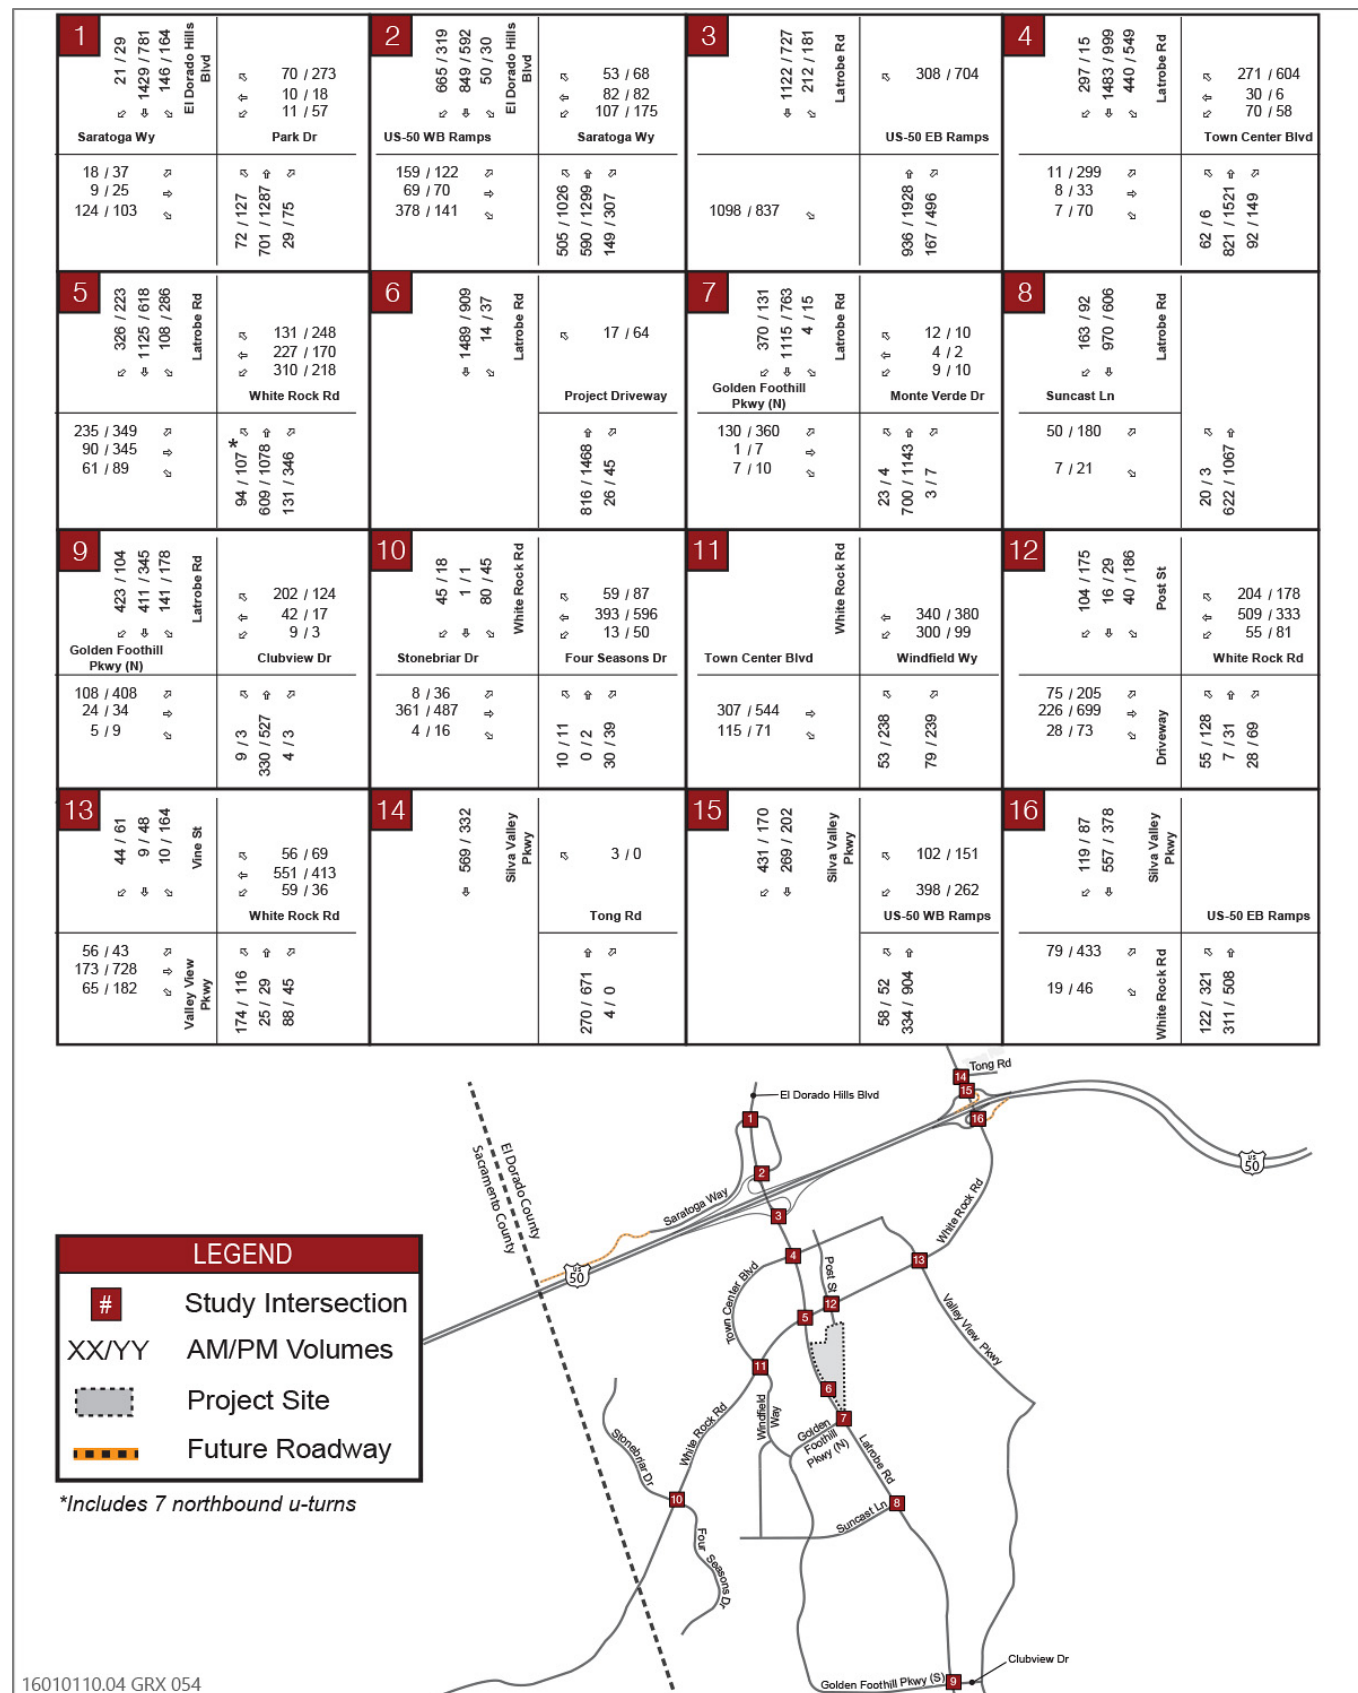 1
21 / 29
1429 / 781
146 / 164
El Dorado Hills
Blvd
70 / 273
10 / 18
11 / 57
Saratoga Wy
Park Dr
18 / 37
9 / 25
124 / 103
72 / 127
701 / 1287
29 / 75
2
665 / 319
849 / 592
50 / 30
El Dorado Hills
Blvd
53 / 68
82 / 82
107 / 175
US-50 WB Ramps
Saratoga Wy
159 / 122
69 / 70
378 / 141
505 / 1026
590 / 1299
149 / 307
3
1122 / 727
212 / 181
Latrobe Rd
308 / 704
US-50 EB Ramps
1098 / 837
936 / 1928
167 / 496
4
297 / 15
1483 / 999
440 / 549
Latrobe Rd
271 / 604
30 / 6
70 / 58
Town Center Blvd
11 / 299
8 / 33
7 / 70
62 / 6
821 / 1521
92 / 149
5
326 / 223
1125 / 618
108 / 286
Latrobe Rd
131 / 248
227 / 170
310 / 218
White Rock Rd
235 / 349
90 / 345
61 / 89
94 / 107 *
609 / 1078
131 / 346
6
1489 / 909
14 / 37
Latrobe Rd
17 / 64
Project Driveway
816 / 1468
26 / 45
7
370 / 131
1115 / 763
4 / 15
Latrobe Rd
12 / 10
4 / 2
9 / 10
Golden Foothill
Pkwy (N)
Monte Verde Dr
130 / 360
1 / 7
7 / 10
23 / 4
700 / 1143
3 / 7
8
163 / 92
970 / 606
Latrobe Rd
Suncast Ln
50 / 180
7 / 21
20 / 3
622 / 1067
9
423 / 104
411 / 345
141 / 178
Latrobe Rd
202 / 124
42 / 17
9 / 3
Golden Foothill
Pkwy (N)
Clubview Dr
108 / 408
24 / 34
5 / 9
9 / 3
330 / 527
4 / 3
10
45 / 18
1 / 1
80 / 45
White Rock Rd
59 / 87
393 / 596
13 / 50
Stonebriar Dr
Four Seasons Dr
8 / 36
361 / 487
4 / 16
10 / 11
0 / 2
30 / 39
11
White Rock Rd
340 / 380
300 / 99
Town Center Blvd
Windfield Wy
307 / 544
115 / 71
53 / 238
79 / 239
12
104 / 175
16 / 29
40 / 186
Post St
204 / 178
509 / 333
55 / 81
White Rock Rd
75 / 205
226 / 699
28 / 73
Driveway
55 / 128
7 / 31
28 / 69
13
44 / 61
9 / 48
10 / 164
Vine St
56 / 69
551 / 413
59 / 36
White Rock Rd
56 / 43
173 / 728
65 / 182
Valley View
Pkwy
174 / 116
25 / 29
88 / 45
14
569 / 332
Silva Valley
Pkwy
3 / 0
Tong Rd
270 / 671
4 / 0
15
431 / 170
269 / 202
Silva Valley
Pkwy
102 / 151
398 / 262
US-50 WB Ramps
58 / 52
334 / 904
16
119 / 87
557 / 378
Silva Valley
Pkwy
US-50 EB Ramps
79 / 433
19 / 46
White Rock Rd
122 / 321
311 / 508
Tong Rd
14
15
16
El Dorado Hills Blvd
1
2
3
4
5
6
7
8
9
10
11
12
13
El Dorado County
Sacramento County
Saratoga Way
US
50
US
50
White Rock Rd
Post St
Town Center Blvd
Valley View Pkwy
White Rock Rd
Windfield
Way
Golden
Foothill
Pkwy (N)
Latrobe Rd
Stonebriar Dr
Suncast Ln
Four Seasons Dr
Clubview Dr
Golden Foothill Pkwy (S)
LEGEND
# Study Intersection
XX/YY AM/PM Volumes
Project Site
Future Roadway
*Includes 7 northbound u-turns
16010110.04 GRX 054